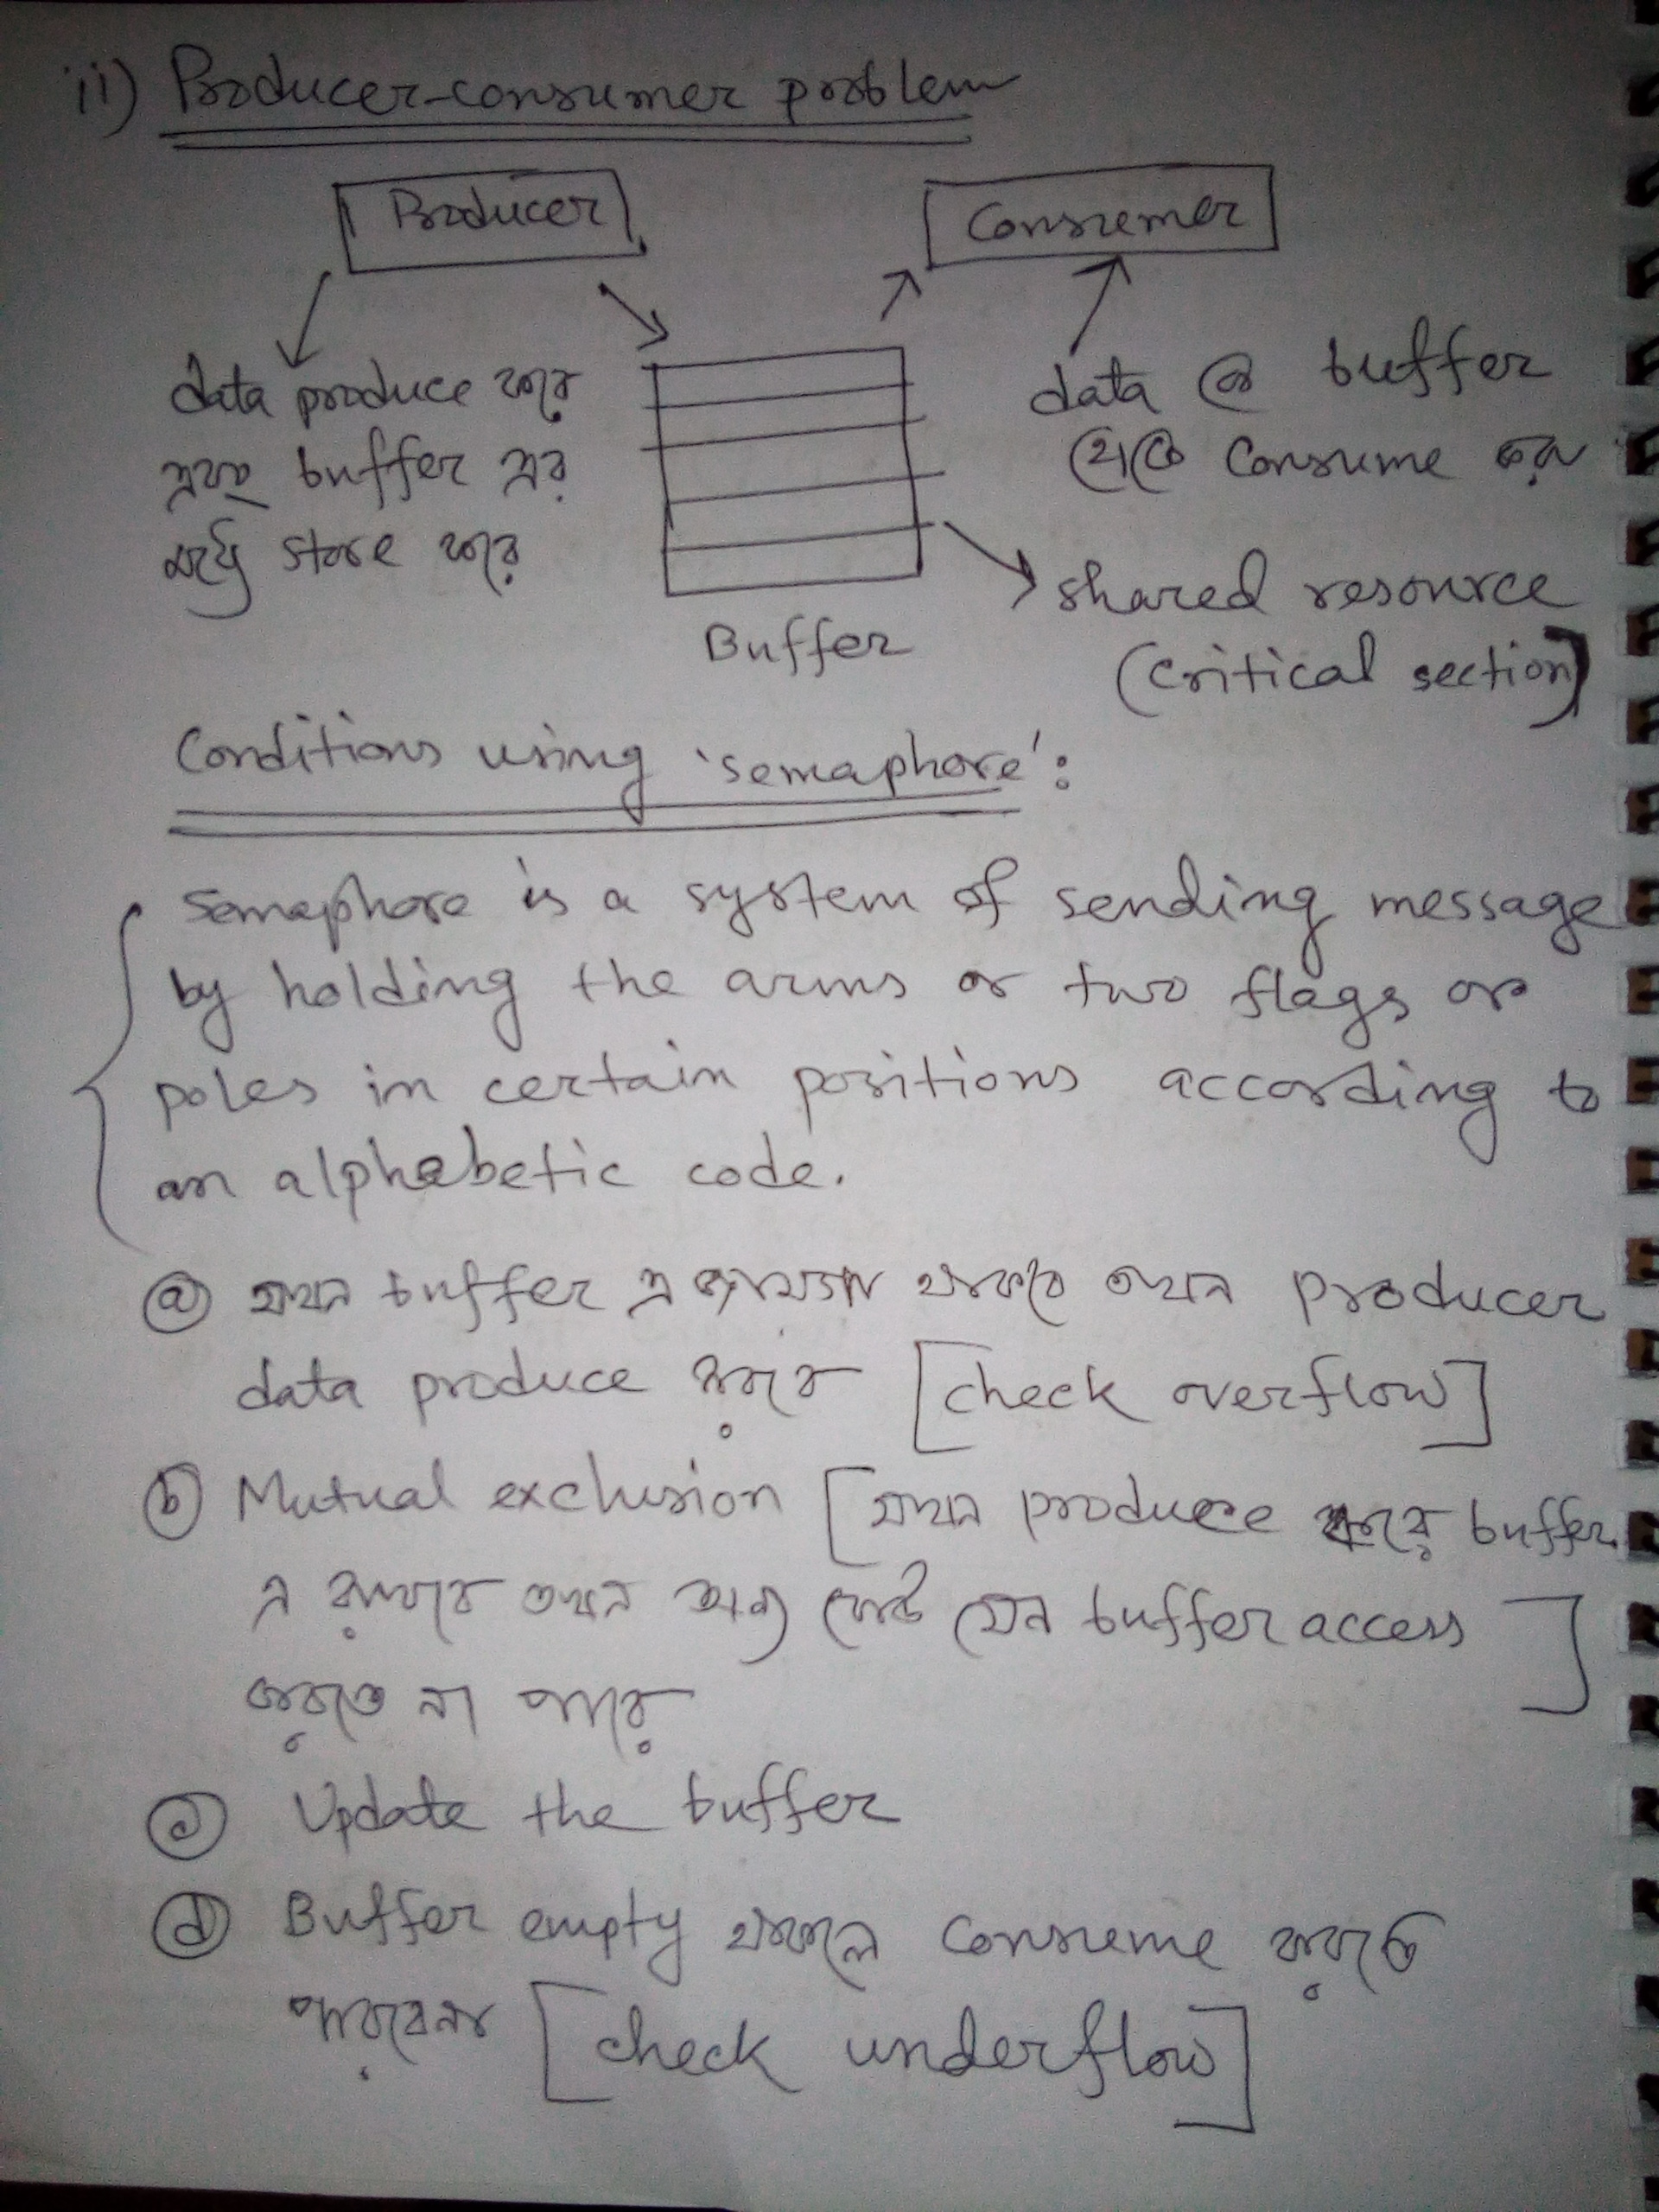 ii) Producer-consumer problem
Producer
Consumer
data produce করে
এবং buffer এর
মধ্যে store করে
data কে buffer
থেকে consume করে
Buffer
shared resource
(critical section)
Conditions using 'semaphore':
Semaphore is a system of sending message
by holding the arms or two flags or
poles in certain positions according to
an alphabetic code.
(a) যখন buffer এ থাকবে তখন producer
data produce করবে [check overflow]
(b) Mutual exclusion [যখন produce করে buffer
এ রাখবে তখন অন্য কেউ যেন buffer access
করতে না পারে]
(c) Update the buffer
(d) Buffer empty থাকলে consume করতে
পারবেনা [check underflow]